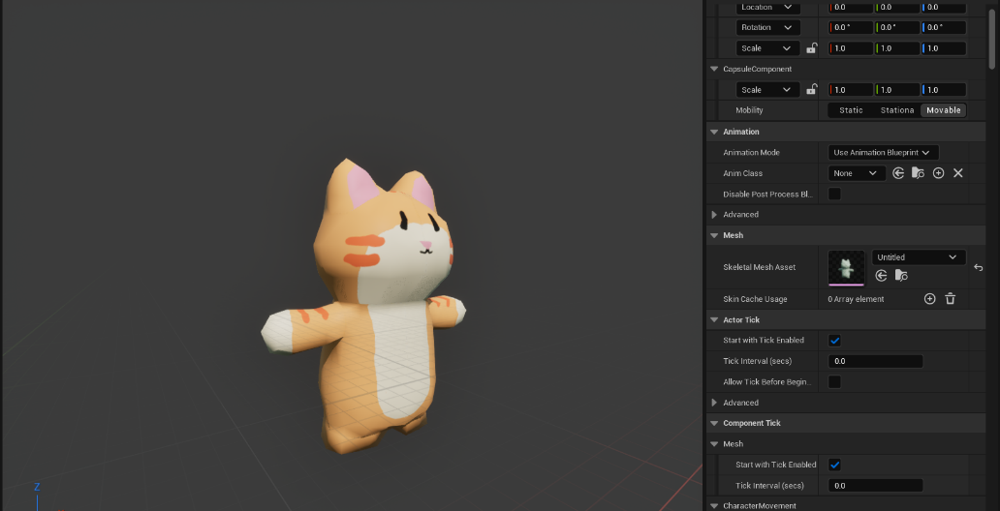 Location 0.0 0.0 0.0
Rotation 0.0 ° 0.0 ° 0.0 °
Scale 1.0 1.0 1.0
CapsuleComponent
Scale 1.0 1.0 1.0
Mobility Static Stationa Movable
Animation
Animation Mode Use Animation Blueprint
Anim Class None
Disable Post Process Bl...
Advanced
Mesh
Skeletal Mesh Asset Untitled
Skin Cache Usage 0 Array element
Actor Tick
Start with Tick Enabled
Tick Interval (secs) 0.0
Allow Tick Before Begin...
Advanced
Component Tick
Mesh
Start with Tick Enabled
Tick Interval (secs) 0.0
CharacterMovement
Z